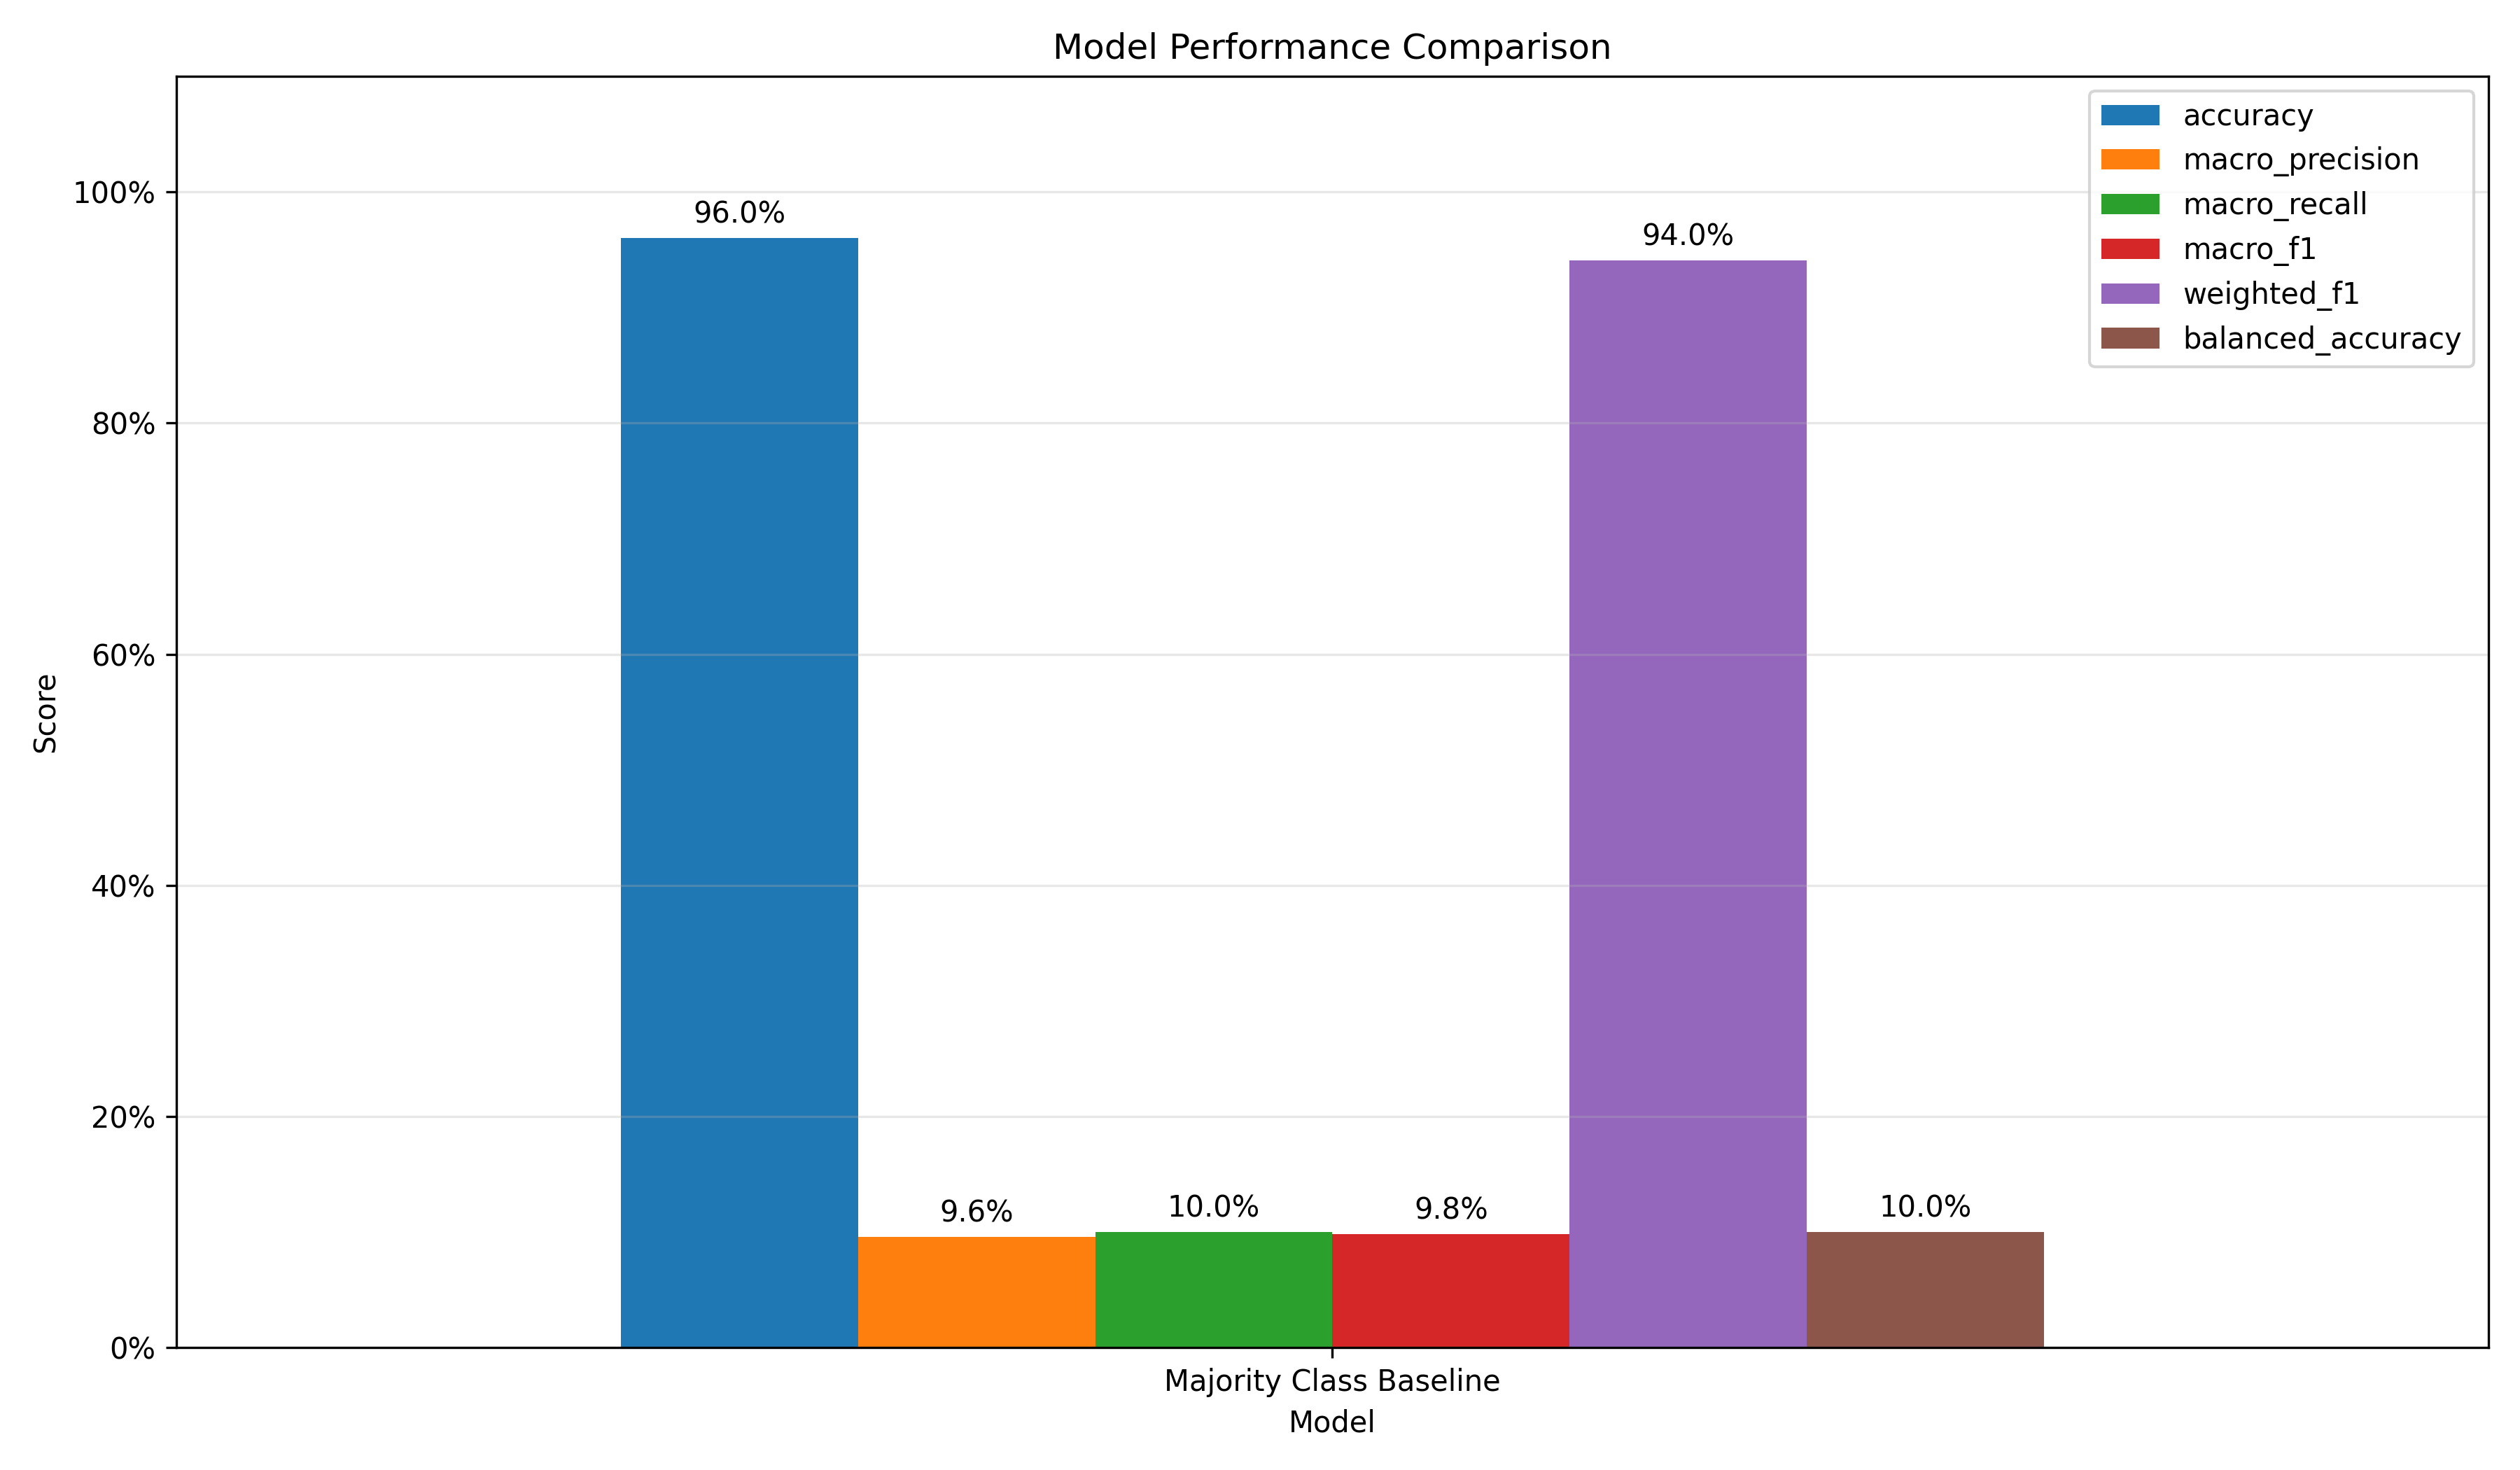 Model Performance Comparison
accuracy
macro_precision
macro_recall
macro_f1
weighted_f1
balanced_accuracy
100%
80%
60%
40%
20%
0%
Score
96.0%
9.6%
10.0%
9.8%
94.0%
10.0%
Majority Class Baseline
Model